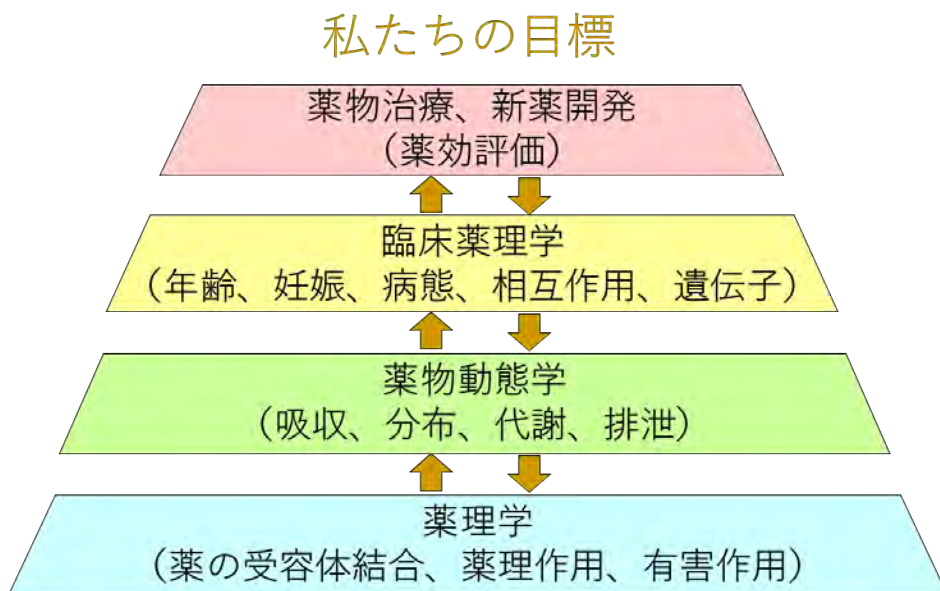 私たちの目標
薬物治療、新薬開発
（薬効評価）
臨床薬理学
（年齢、妊娠、病態、相互作用、遺伝子）
薬物動態学
（吸収、分布、代謝、排泄）
薬理学
（薬の受容体結合、薬理作用、有害作用）